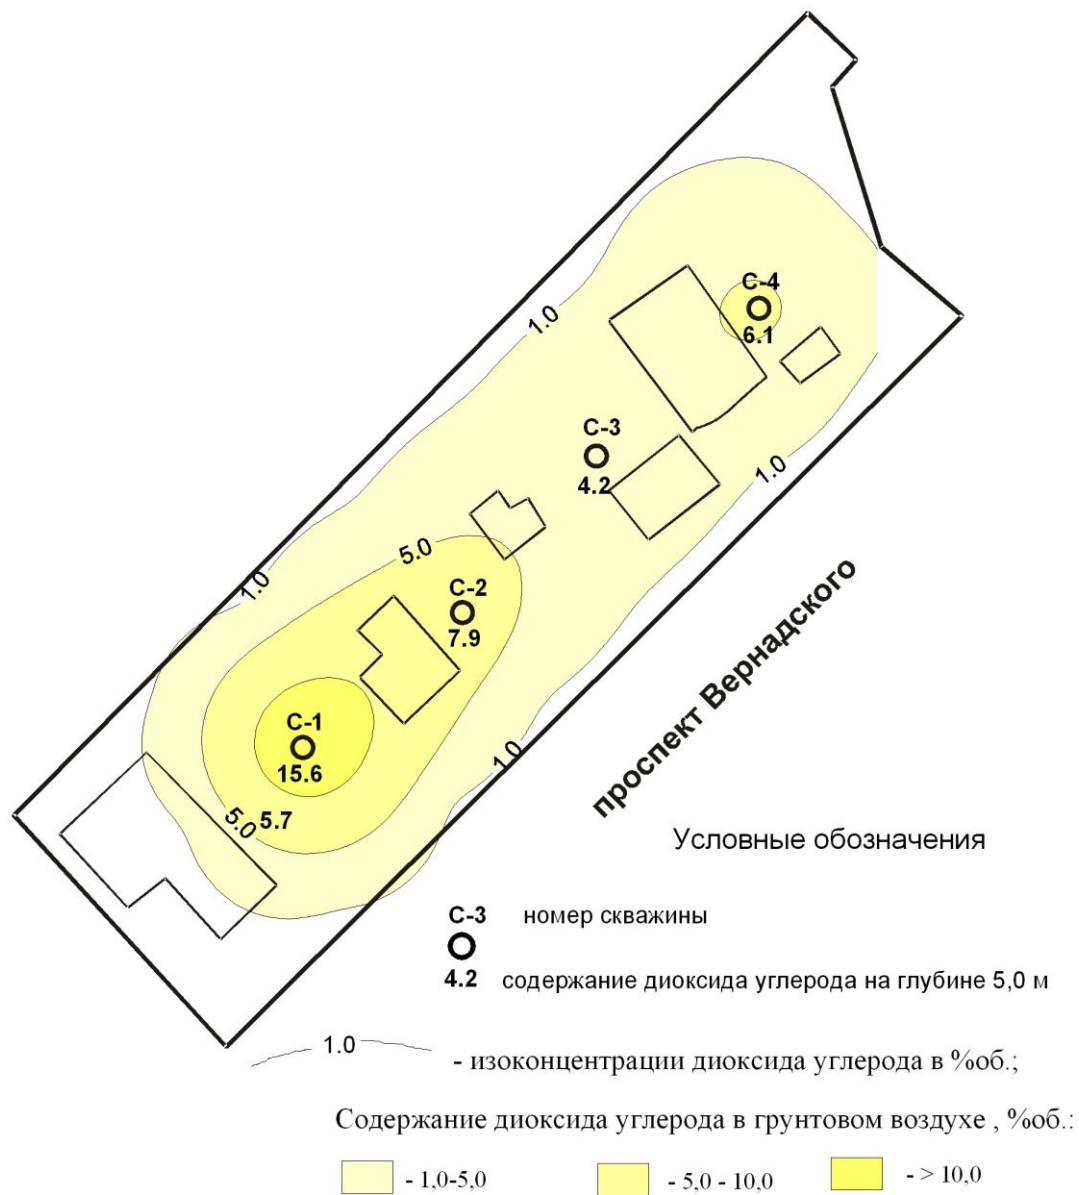 C-4
1.0
6.1
C-3
4.2
1.0
5.0
1.0
C-2
7.9
C-1
15.6
1.0
5.0
5.7
проспект Вернадского
Условные обозначения
C-3 номер скважины
4.2 содержание диоксида углерода на глубине 5,0 м
1.0 - изоконцентрации диоксида углерода в %об.;
Содержание диоксида углерода в грунтовом воздухе , %об.:
- 1,0-5,0 - 5,0 - 10,0 - > 10,0